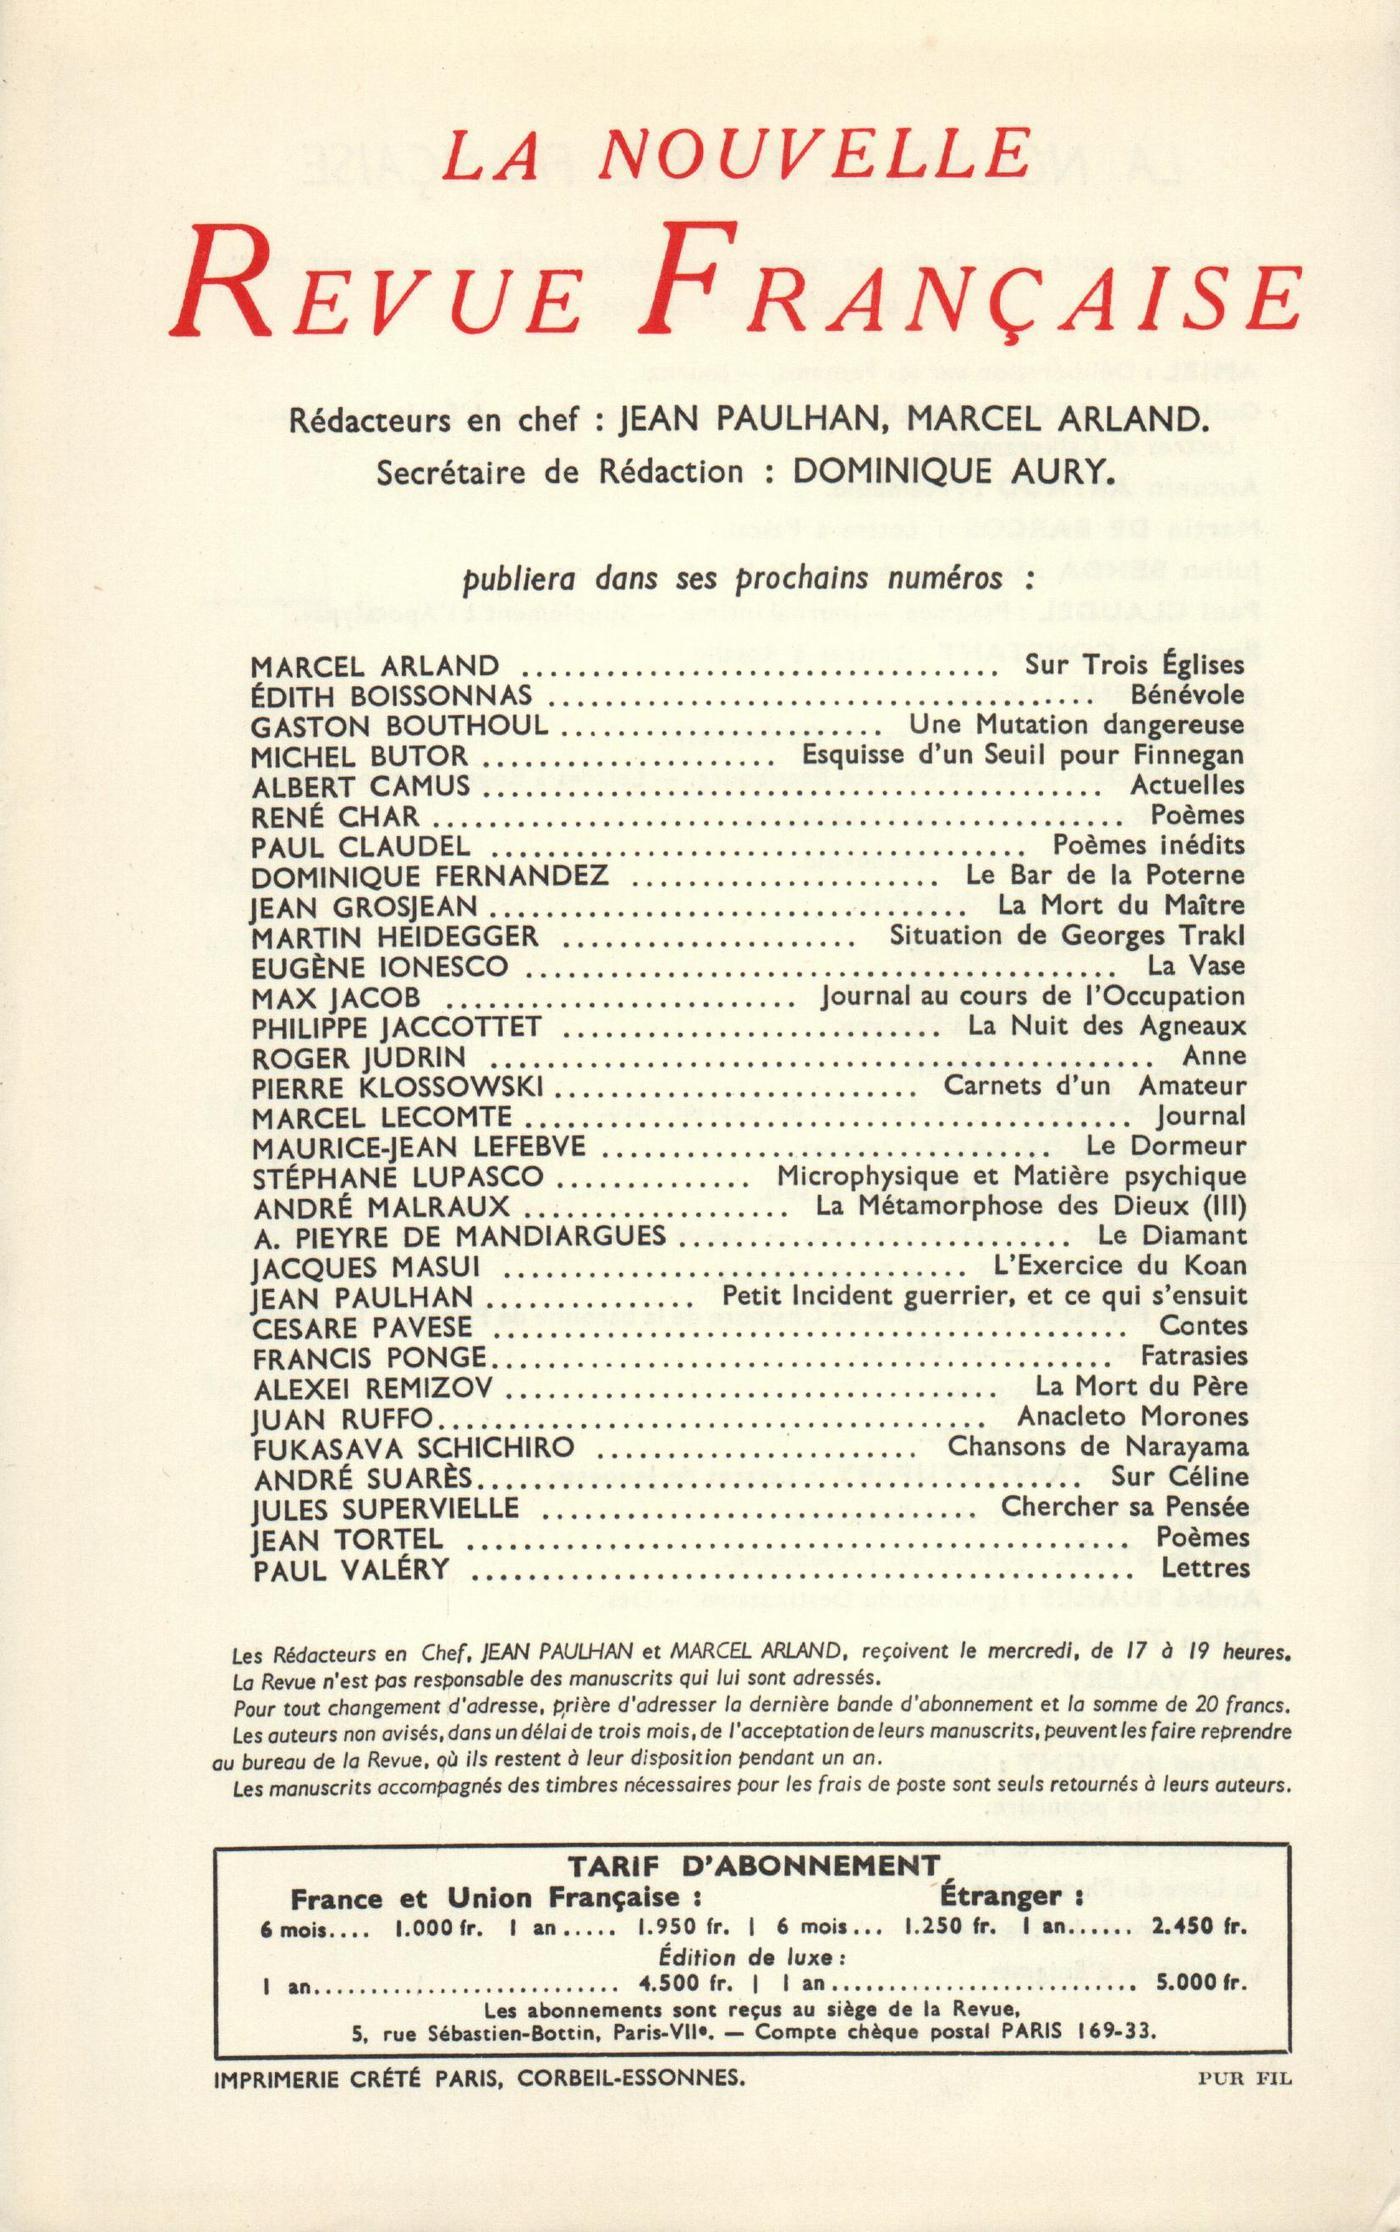 LA NOUVELLE
REVUE FRANÇAISE
Rédacteurs en chef : JEAN PAULHAN, MARCEL ARLAND.
Secrétaire de Rédaction : DOMINIQUE AURY.
publiera dans ses prochains numéros :
MARCEL ARLAND .................................. Sur Trois Églises
ÉDITH BOISSONNAS ....................................... Bénévole
GASTON BOUTHOUL ....................... Une Mutation dangereuse
MICHEL BUTOR ..................... Esquisse d'un Seuil pour Finnegan
ALBERT CAMUS ............................................ Actuelles
RENÉ CHAR ................................................. Poèmes
PAUL CLAUDEL ...................................... Poèmes inédits
DOMINIQUE FERNANDEZ ...................... Le Bar de la Poterne
JEAN GROSJEAN .................................. La Mort du Maître
MARTIN HEIDEGGER ..................... Situation de Georges Trakl
EUGÈNE IONESCO .......................................... La Vase
MAX JACOB ......................... Journal au cours de l'Occupation
PHILIPPE JACCOTTET ........................... La Nuit des Agneaux
ROGER JUDRIN ............................................... Anne
PIERRE KLOSSOWSKI .......................... Carnets d'un Amateur
MARCEL LECOMTE ........................................... Journal
MAURICE-JEAN LEFEBVE ................................ Le Dormeur
STÉPHANE LUPASCO .............. Microphysique et Matière psychique
ANDRÉ MALRAUX ................... La Métamorphose des Dieux (III)
A. PIEYRE DE MANDIARGUES ............................ Le Diamant
JACQUES MASUI ................................. L'Exercice du Koan
JEAN PAULHAN ............... Petit Incident guerrier, et ce qui s'ensuit
CESARE PAVESE ............................................. Contes
FRANCIS PONGE............................................ Fatrasies
ALEXEI REMIZOV ................................... La Mort du Père
JUAN RUFFO....................................... Anacleto Morones
FUKASAVA SCHICHIRO ....................... Chansons de Narayama
ANDRÉ SUARÈS........................................... Sur Céline
JULES SUPERVIELLE ............................... Chercher sa Pensée
JEAN TORTEL ............................................... Poèmes
PAUL VALÉRY ............................................... Lettres
Les Rédacteurs en Chef, JEAN PAULHAN et MARCEL ARLAND, reçoivent le mercredi, de 17 à 19 heures.
La Revue n'est pas responsable des manuscrits qui lui sont adressés.
Pour tout changement d'adresse, prière d'adresser la dernière bande d'abonnement et la somme de 20 francs.
Les auteurs non avisés, dans un délai de trois mois, de l'acceptation de leurs manuscrits, peuvent les faire reprendre
au bureau de la Revue, où ils restent à leur disposition pendant un an.
Les manuscrits accompagnés des timbres nécessaires pour les frais de poste sont seuls retournés à leurs auteurs.
TARIF D'ABONNEMENT
France et Union Française : Étranger :
6 mois.... 1.000 fr. 1 an..... 1.950 fr. | 6 mois... 1.250 fr. 1 an...... 2.450 fr.
Édition de luxe :
1 an.......................... 4.500 fr. | 1 an.......................... 5.000 fr.
Les abonnements sont reçus au siège de la Revue,
5, rue Sébastien-Bottin, Paris-VIIe. — Compte chèque postal PARIS 169-33.
IMPRIMERIE CRÉTÉ PARIS, CORBEIL-ESSONNES. PUR FIL